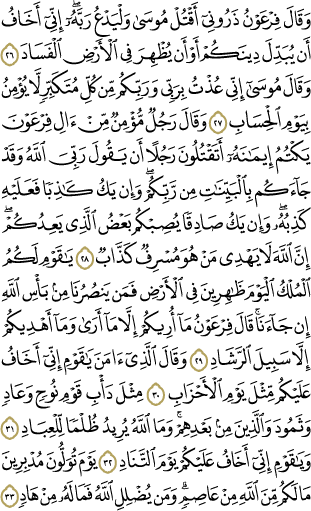 وَقَالَ فِرْعَوْنُ ذَرُونِىٓ أَقْتُلْ مُوسَىٰ وَلْيَدْعُ رَبَّهُۥٓ ۖ إِنِّىٓ أَخَافُ
أَن يُبَدِّلَ دِينَكُمْ أَوْ أَن يُظْهِرَ فِى ٱلْأَرْضِ ٱلْفَسَادَ ٢٦
وَقَالَ مُوسَىٰٓ إِنِّى عُذْتُ بِرَبِّى وَرَبِّكُم مِّن كُلِّ مُتَكَبِّرٍ لَّا يُؤْمِنُ
بِيَوْمِ ٱلْحِسَابِ ٢٧ وَقَالَ رَجُلٌ مُّؤْمِنٌ مِّنْ ءَالِ فِرْعَوْنَ
يَكْتُمُ إِيمَٰنَهُۥٓ أَتَقْتُلُونَ رَجُلًا أَن يَقُولَ رَبِّىَ ٱللَّهُ وَقَدْ
جَآءَكُم بِٱلْبَيِّنَٰتِ مِن رَّبِّكُمْ ۖ وَإِن يَكُ كَٰذِبًا فَعَلَيْهِ
كَذِبُهُۥ ۖ وَإِن يَكُ صَادِقًا يُصِبْكُم بَعْضُ ٱلَّذِى يَعِدُكُمْ ۖ
إِنَّ ٱللَّهَ لَا يَهْدِى مَنْ هُوَ مُسْرِفٌ كَذَّابٌ ٢٨ يَٰقَوْمِ لَكُمُ
ٱلْمُلْكُ ٱلْيَوْمَ ظَٰهِرِينَ فِى ٱلْأَرْضِ فَمَن يَنصُرُنَا مِنۢ بَأْسِ ٱللَّهِ
إِن جَآءَنَا ۚ قَالَ فِرْعَوْنُ مَآ أُرِيكُمْ إِلَّا مَآ أَرَىٰ وَمَآ أَهْدِيكُمْ
إِلَّا سَبِيلَ ٱلرَّشَادِ ٢٩ وَقَالَ ٱلَّذِىٓ ءَامَنَ يَٰقَوْمِ إِنِّىٓ أَخَافُ
عَلَيْكُم مِّثْلَ يَوْمِ ٱلْأَحْزَابِ ٣٠ مِثْلَ دَأْبِ قَوْمِ نُوحٍ وَعَادٍ
وَثَمُودَ وَٱلَّذِينَ مِنۢ بَعْدِهِمْ ۚ وَمَا ٱللَّهُ يُرِيدُ ظُلْمًا لِّلْعِبَادِ ٣١
وَيَٰقَوْمِ إِنِّىٓ أَخَافُ عَلَيْكُمْ يَوْمَ ٱلتَّنَادِ ٣٢ يَوْمَ تُوَلُّونَ مُدْبِرِينَ
مَا لَكُم مِّنَ ٱللَّهِ مِنْ عَاصِمٍ ۗ وَمَن يُضْلِلِ ٱللَّهُ فَمَا لَهُۥ مِنْ هَادٍ ٣٣